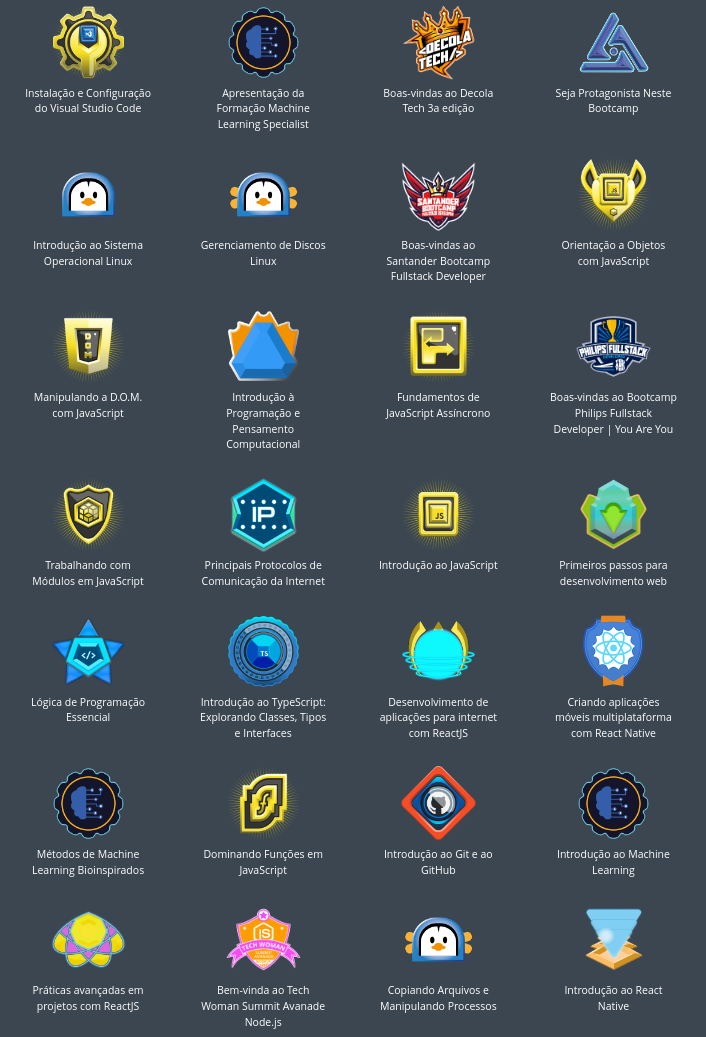 Instalação e Configuração
do Visual Studio Code
Apresentação da
Formação Machine
Learning Specialist
DECOLA
TECH/>
Boas-vindas ao Decola
Tech 3a edição
Seja Protagonista Neste
Bootcamp
Introdução ao Sistema
Operacional Linux
Gerenciamento de Discos
Linux
SANTANDER
BOOTCAMP
FULLSTACK DEVELOPER
Boas-vindas ao
Santander Bootcamp
Fullstack Developer
JS
Orientação a Objetos
com JavaScript
DOM
Manipulando a D.O.M.
com JavaScript
Introdução à
Programação e
Pensamento
Computacional
Fundamentos de
JavaScript Assíncrono
PHILIPS FULLSTACK
Boas-vindas ao Bootcamp
Philips Fullstack
Developer | You Are You
Trabalhando com
Módulos em JavaScript
IP
Principais Protocolos de
Comunicação da Internet
JS
Introdução ao JavaScript
Primeiros passos para
desenvolvimento web
</>
Lógica de Programação
Essencial
TS
Introdução ao TypeScript:
Explorando Classes, Tipos
e Interfaces
Desenvolvimento de
aplicações para internet
com ReactJS
Criando aplicações
móveis multiplataforma
com React Native
Métodos de Machine
Learning Bioinspirados
Dominando Funções em
JavaScript
Introdução ao Git e ao
GitHub
Introdução ao Machine
Learning
Práticas avançadas em
projetos com ReactJS
JS
TECH WOMAN
SUMMIT
AVANADE
Bem-vinda ao Tech
Woman Summit Avanade
Node.js
Copiando Arquivos e
Manipulando Processos
Introdução ao React
Native